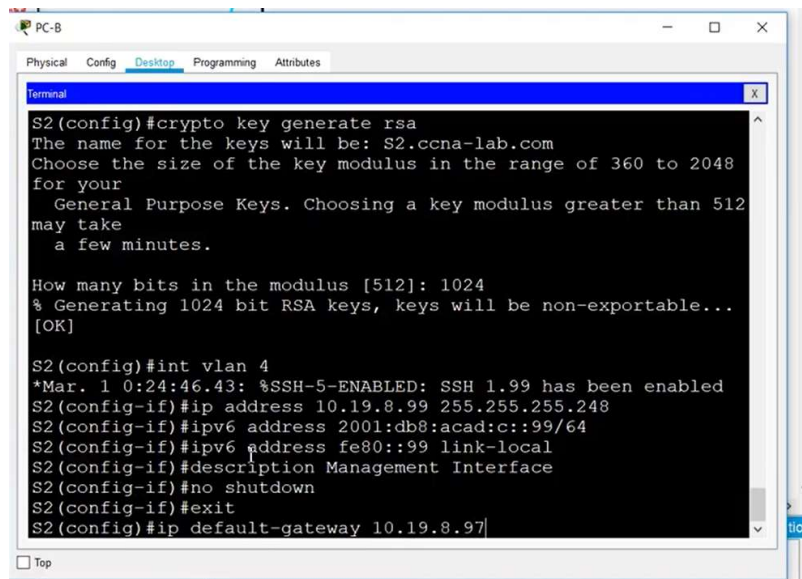 PC-B
Physical Config Desktop Programming Attributes
Terminal X
S2(config)#crypto key generate rsa
The name for the keys will be: S2.ccna-lab.com
Choose the size of the key modulus in the range of 360 to 2048
for your
General Purpose Keys. Choosing a key modulus greater than 512
may take
a few minutes.
How many bits in the modulus [512]: 1024
% Generating 1024 bit RSA keys, keys will be non-exportable...
[OK]
S2(config)#int vlan 4
*Mar. 1 0:24:46.43: %SSH-5-ENABLED: SSH 1.99 has been enabled
S2(config-if)#ip address 10.19.8.99 255.255.255.248
S2(config-if)#ipv6 address 2001:db8:acad:c::99/64
S2(config-if)#ipv6 address fe80::99 link-local
S2(config-if)#description Management Interface
S2(config-if)#no shutdown
S2(config-if)#exit
S2(config)#ip default-gateway 10.19.8.97
Top